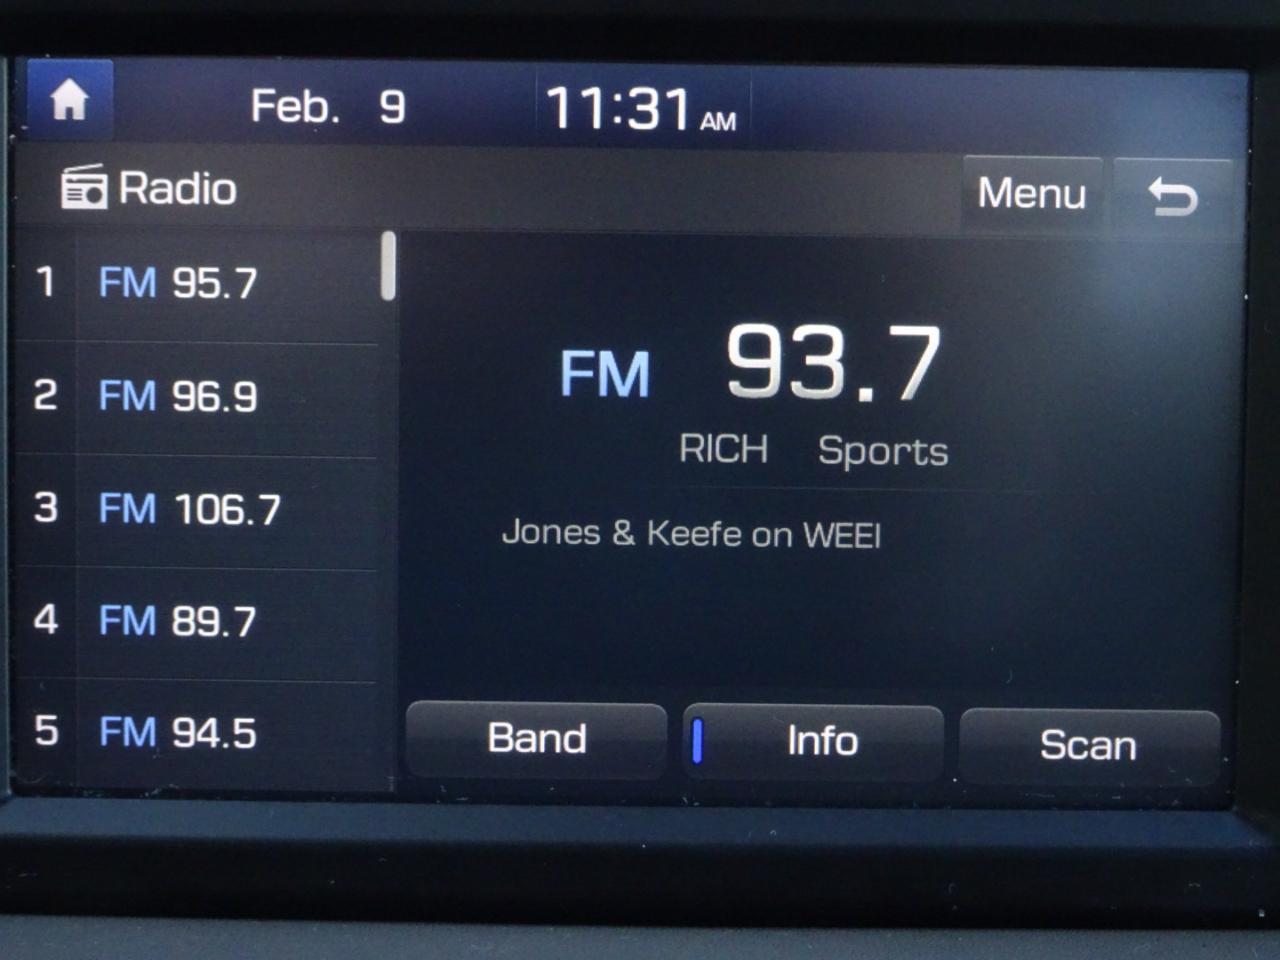 Feb. 9 11:31 AM
Radio Menu
1 FM 95.7
2 FM 96.9
3 FM 106.7
4 FM 89.7
5 FM 94.5
FM 93.7
RICH Sports
Jones & Keefe on WEEI
Band Info Scan